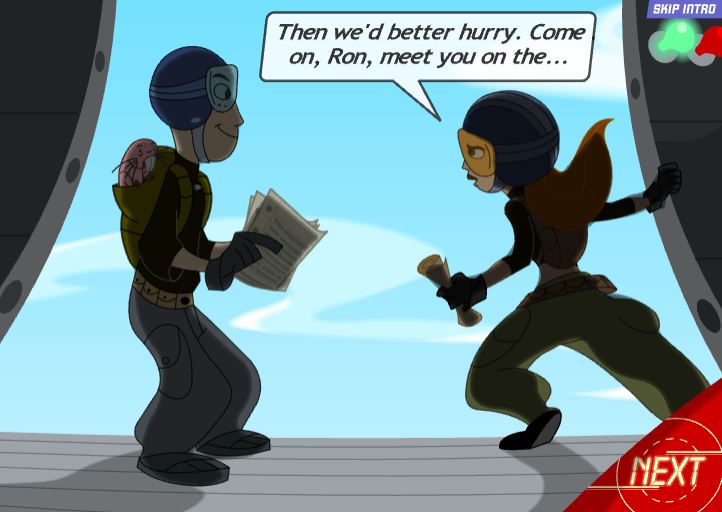 SKIP INTRO
Then we'd better hurry. Come
on, Ron, meet you on the...
NEXT